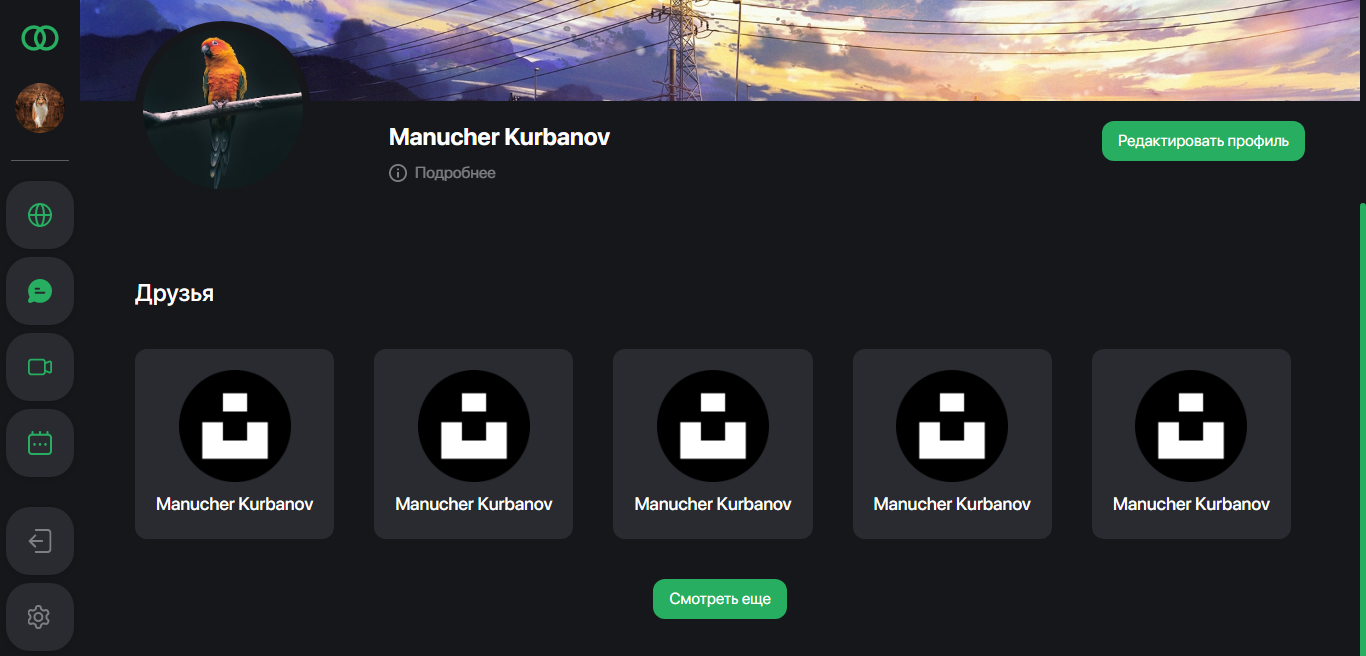 Manucher Kurbanov
Редактировать профиль
Подробнее
Друзья
Manucher Kurbanov
Manucher Kurbanov
Manucher Kurbanov
Manucher Kurbanov
Manucher Kurbanov
Смотреть еще